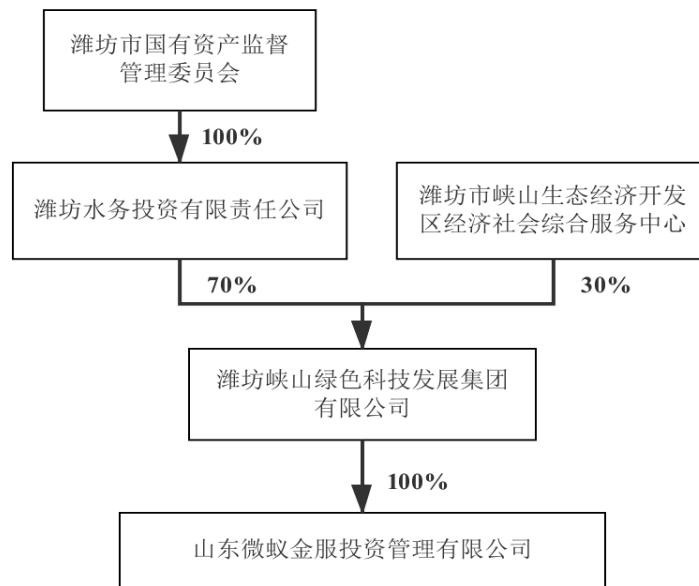 潍坊市国有资产监督
管理委员会
100%
潍坊水务投资有限责任公司
潍坊市峡山生态经济开发
区经济社会综合服务中心
70%
30%
潍坊峡山绿色科技发展集团
有限公司
100%
山东微蚁金服投资管理有限公司